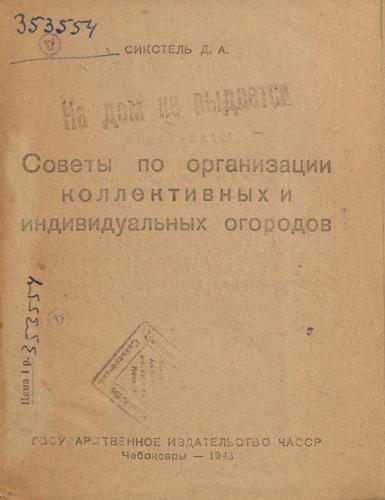 353554
СИКСТЕЛЬ Д. А.
На дом не выдается
Советы по организации
коллективных и
индивидуальных огородов
353554
Цена 1 р.
ГОСУДАРСТВЕННОЕ ИЗДАТЕЛЬСТВО ЧАССР
Чебоксары — 1943